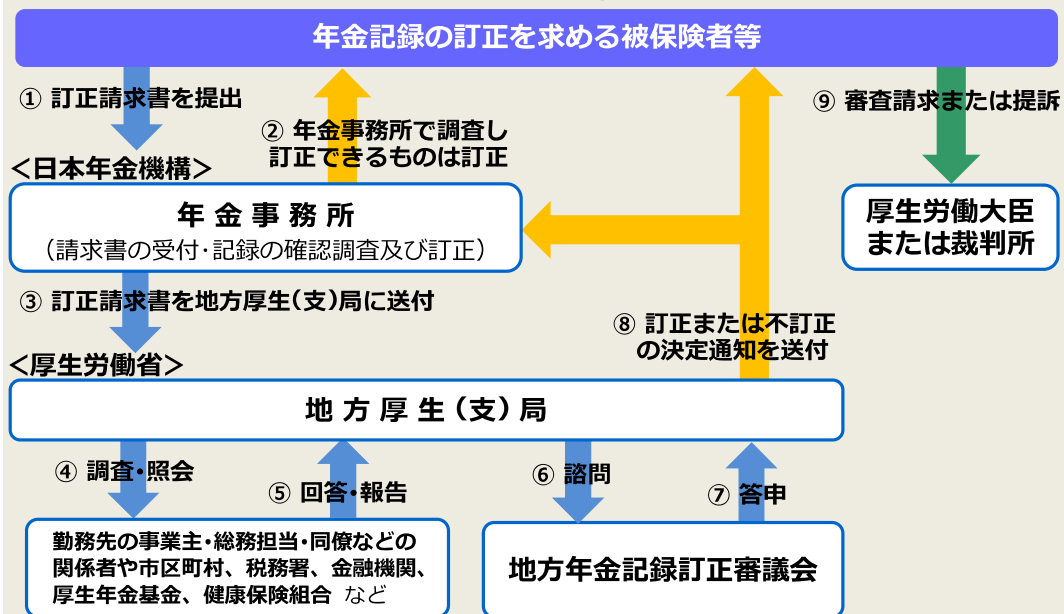 年金記録の訂正を求める被保険者等
① 訂正請求書を提出
② 年金事務所で調査し
訂正できるものは訂正
⑨ 審査請求または提訴
<日本年金機構>
年 金 事 務 所
（請求書の受付･記録の確認調査及び訂正）
厚生労働大臣
または裁判所
③ 訂正請求書を地方厚生(支)局に送付
⑧ 訂正または不訂正
の決定通知を送付
<厚生労働省>
地 方 厚 生 (支) 局
④ 調査･照会
⑤ 回答･報告
⑥ 諮問
⑦ 答申
勤務先の事業主･総務担当･同僚などの
関係者や市区町村、税務署、金融機関、
厚生年金基金、健康保険組合 など
地方年金記録訂正審議会